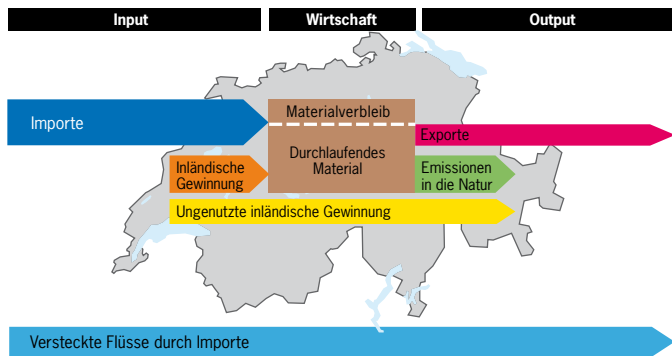 Input
Wirtschaft
Output
Importe
Materialverbleib
Durchlaufendes
Material
Exporte
Inländische
Gewinnung
Emissionen
in die Natur
Ungenutzte inländische Gewinnung
Versteckte Flüsse durch Importe